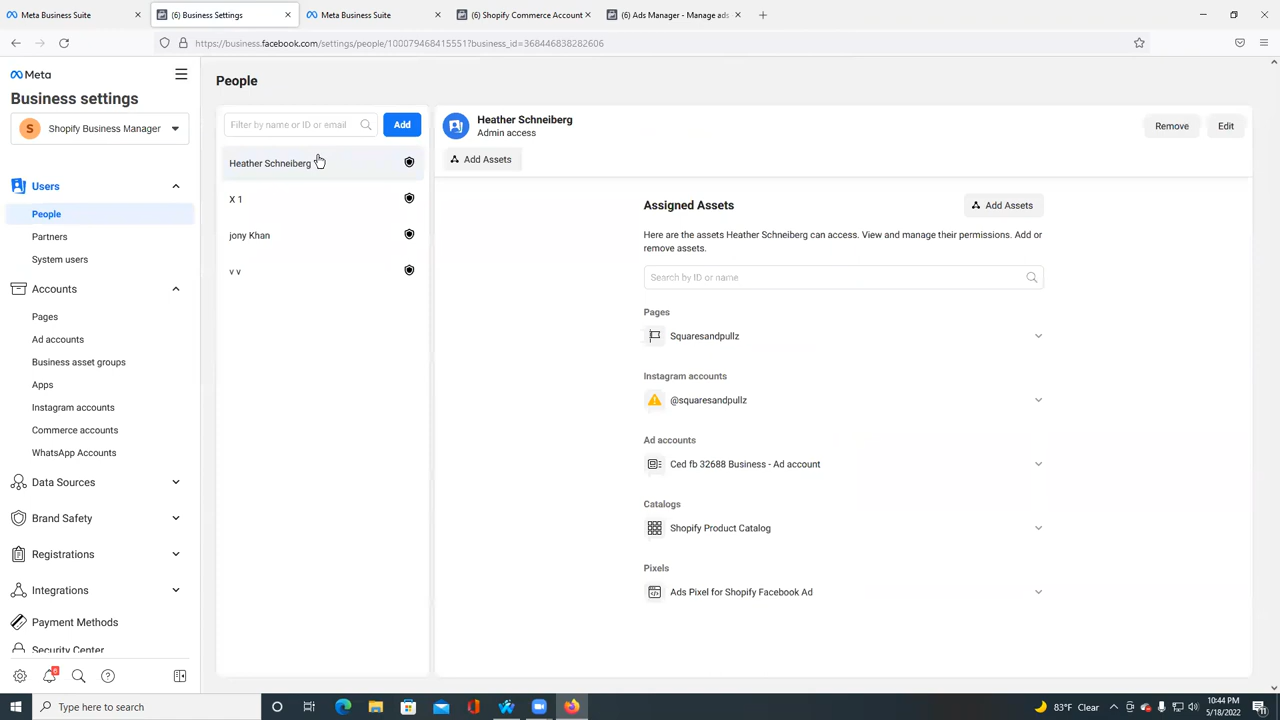 Meta Business Suite
(6) Business Settings
Meta Business Suite
(6) Shopify Commerce Account
(6) Ads Manager - Manage ads
https://business.facebook.com/settings/people/100079468415551?business_id=368446838282606
Meta
Business settings
S Shopify Business Manager
Users
People
Partners
System users
Accounts
Pages
Ad accounts
Business asset groups
Apps
Instagram accounts
Commerce accounts
WhatsApp Accounts
Data Sources
Brand Safety
Registrations
Integrations
Payment Methods
Security Center
6
People
Filter by name or ID or email
Add
Heather Schneiberg
X 1
jony Khan
v v
Heather Schneiberg
Admin access
Remove
Edit
Add Assets
Assigned Assets
Add Assets
Here are the assets Heather Schneiberg can access. View and manage their permissions. Add or
remove assets.
Search by ID or name
Pages
Squaresandpullz
Instagram accounts
@squaresandpullz
Ad accounts
Ced fb 32688 Business - Ad account
Catalogs
Shopify Product Catalog
Pixels
Ads Pixel for Shopify Facebook Ad
Type here to search
83°F Clear
10:44 PM
5/18/2022